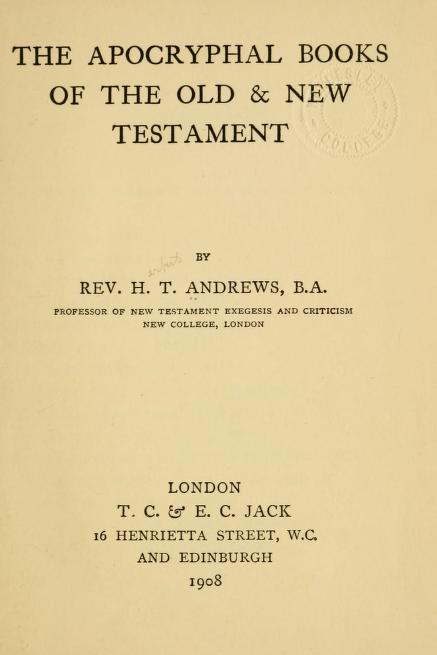 THE APOCRYPHAL BOOKS
OF THE OLD & NEW
TESTAMENT
BY
REV. H. T. ANDREWS, B.A.
PROFESSOR OF NEW TESTAMENT EXEGESIS AND CRITICISM
NEW COLLEGE, LONDON
LONDON
T. C. & E. C. JACK
16 HENRIETTA STREET, W.C.
AND EDINBURGH
1908